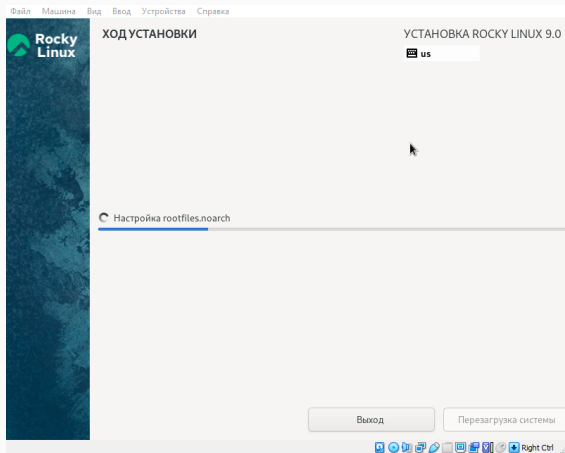 Файл Машина Вид Ввод Устройства Справка
Rocky
Linux
ХОД УСТАНОВКИ
УСТАНОВКА ROCKY LINUX 9.0
us
Настройка rootfiles.noarch
Выход
Перезагрузка системы
Right Ctrl